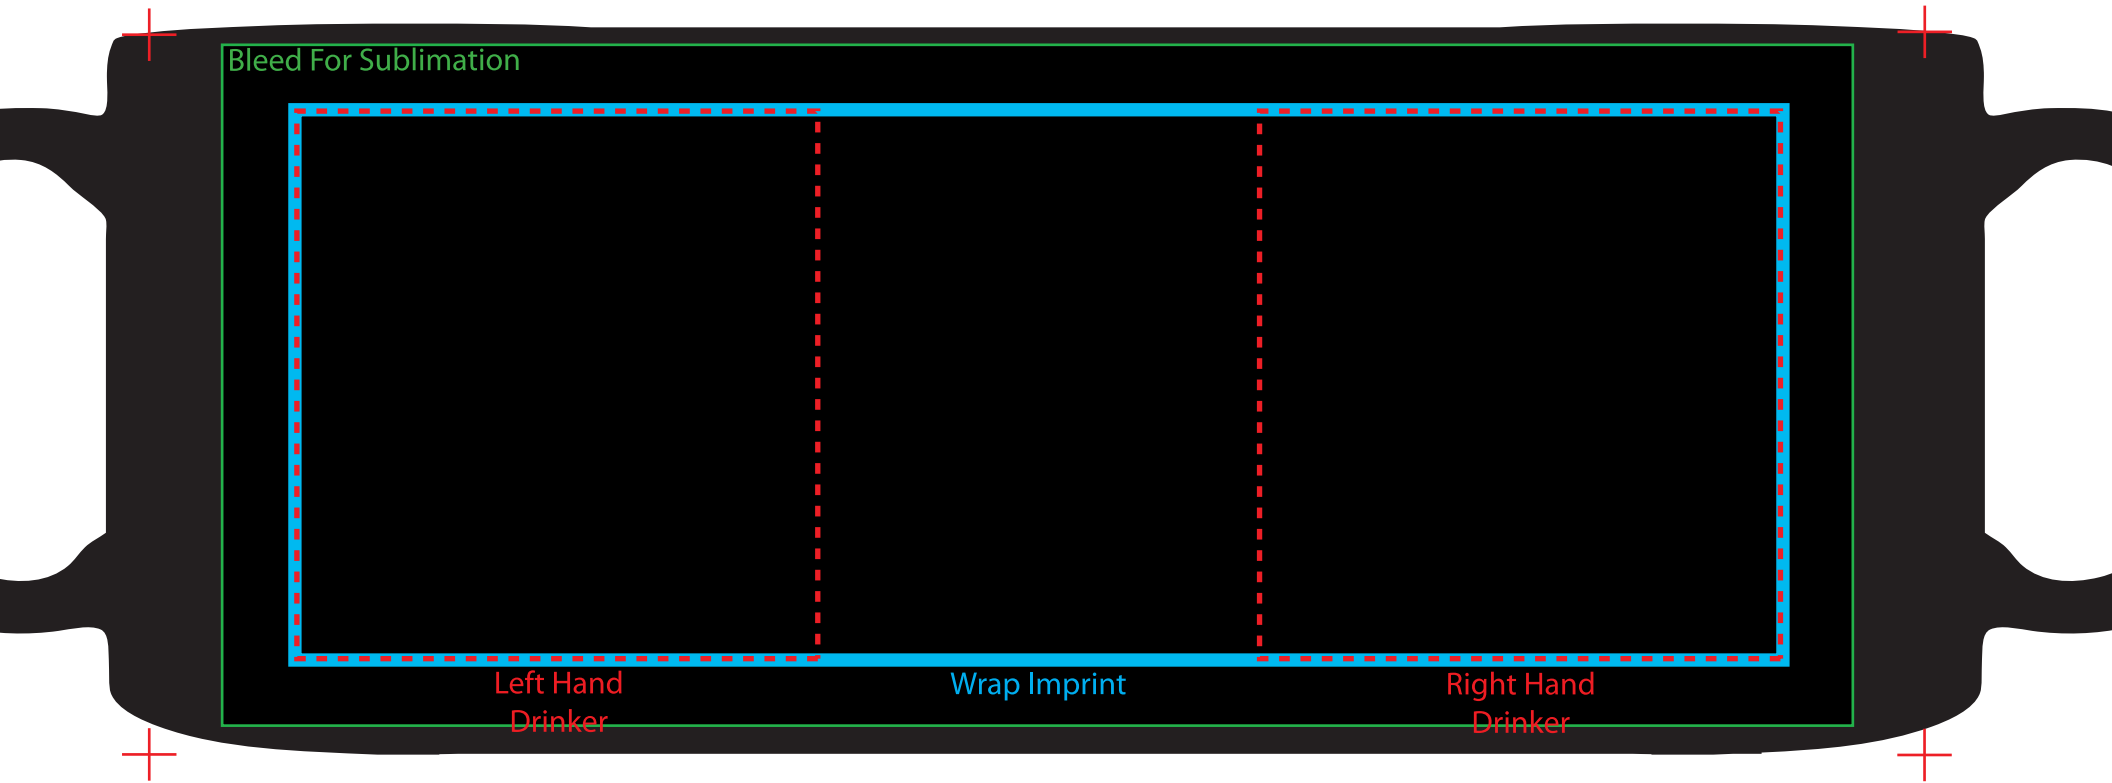 Bleed For Sublimation
Left Hand
Drinker
Wrap Imprint
Right Hand
Drinker